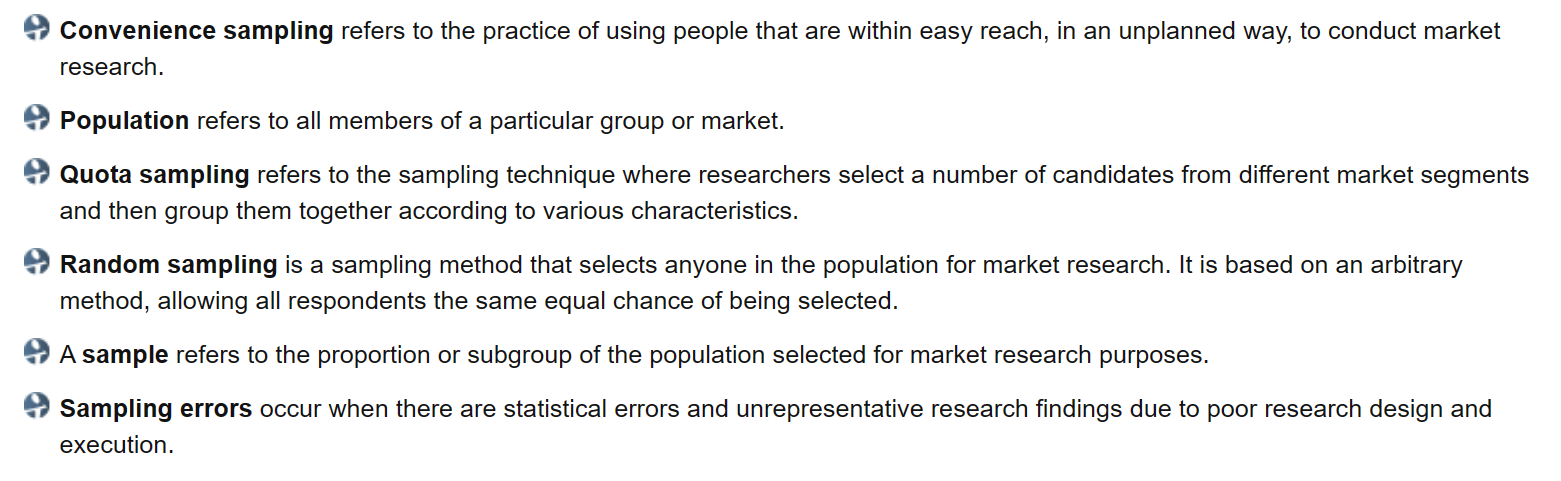 Convenience sampling refers to the practice of using people that are within easy reach, in an unplanned way, to conduct market
research.
Population refers to all members of a particular group or market.
Quota sampling refers to the sampling technique where researchers select a number of candidates from different market segments
and then group them together according to various characteristics.
Random sampling is a sampling method that selects anyone in the population for market research. It is based on an arbitrary
method, allowing all respondents the same equal chance of being selected.
A sample refers to the proportion or subgroup of the population selected for market research purposes.
Sampling errors occur when there are statistical errors and unrepresentative research findings due to poor research design and
execution.